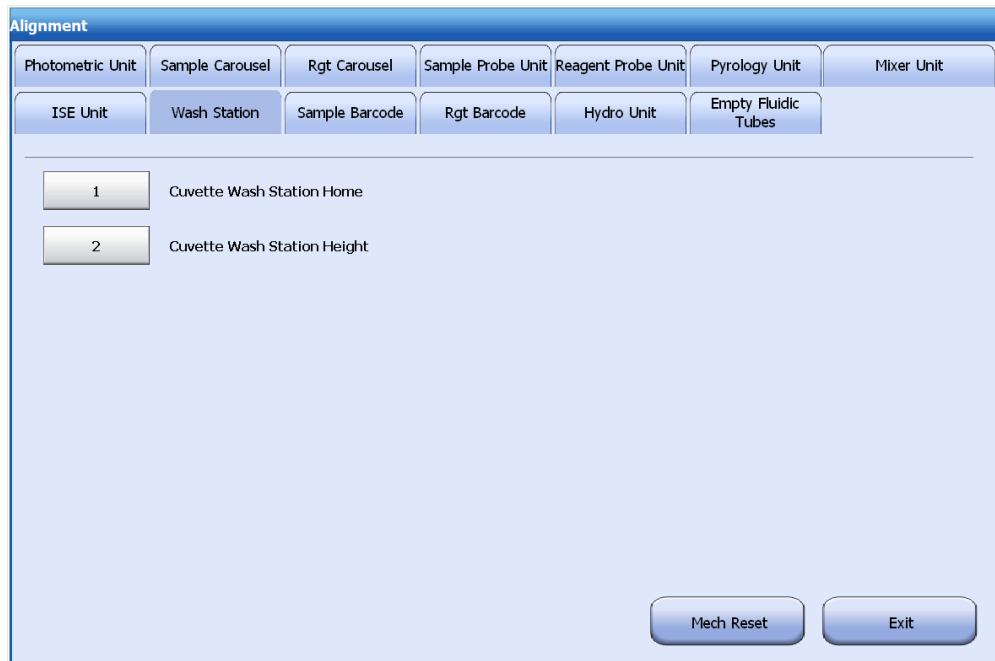 Alignment
Photometric Unit
Sample Carousel
Rgt Carousel
Sample Probe Unit
Reagent Probe Unit
Pyrology Unit
Mixer Unit
ISE Unit
Wash Station
Sample Barcode
Rgt Barcode
Hydro Unit
Empty Fluidic
Tubes
1
Cuvette Wash Station Home
2
Cuvette Wash Station Height
Mech Reset
Exit